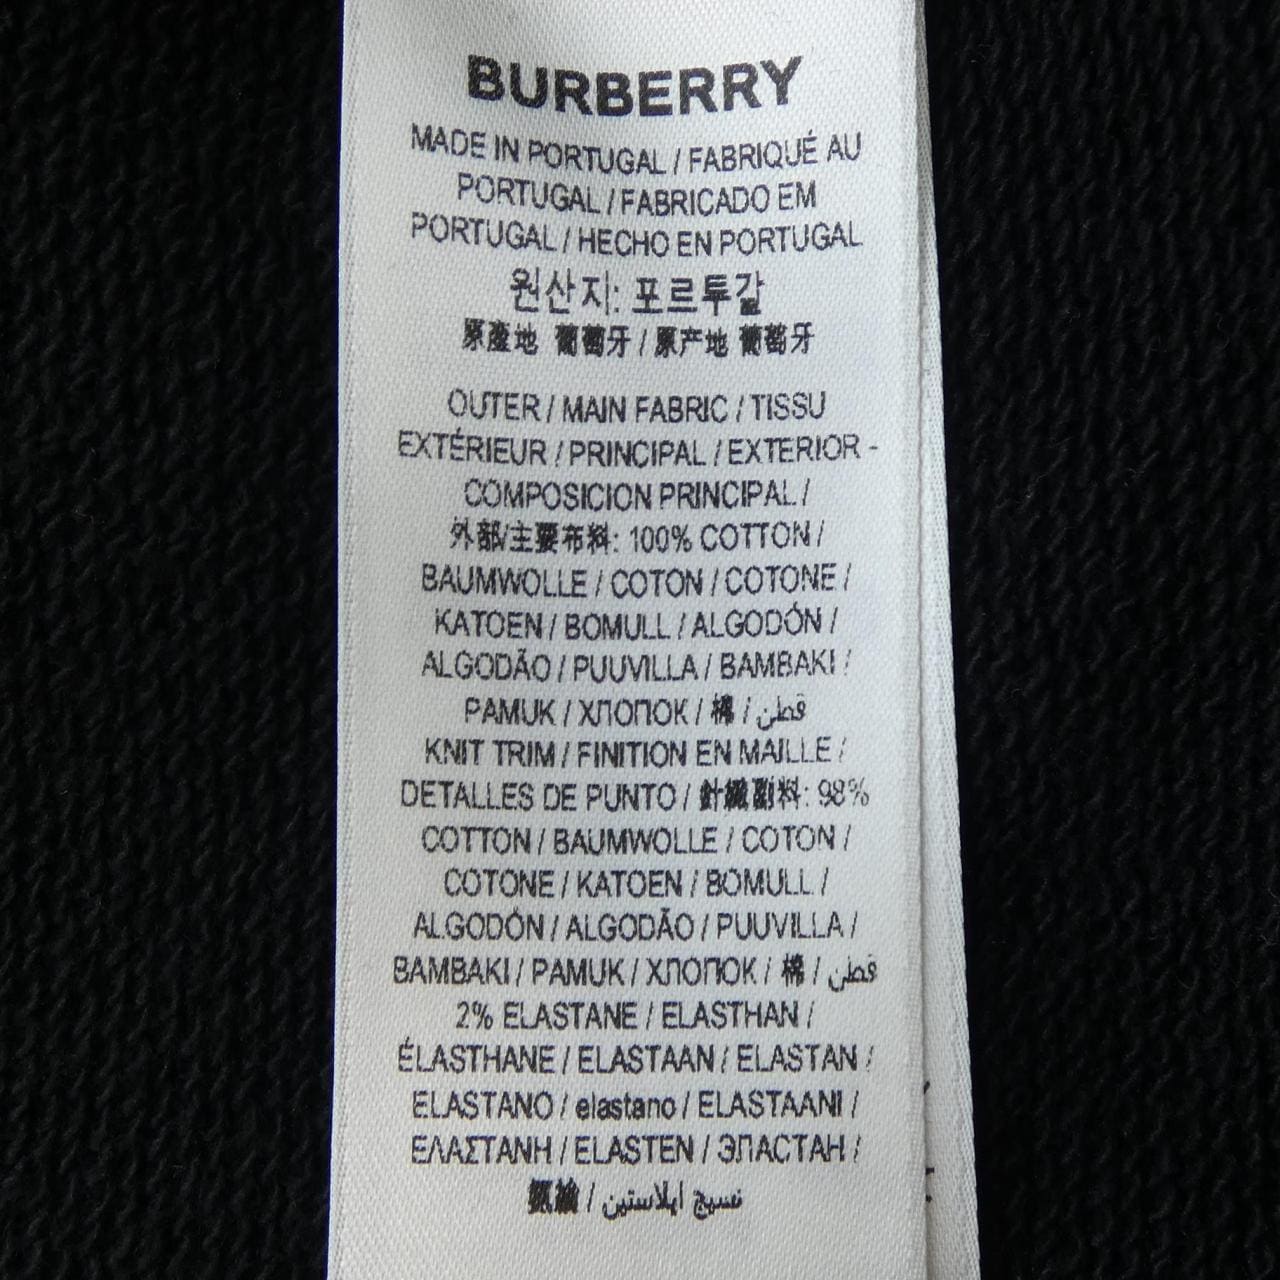 BURBERRY
MADE IN PORTUGAL / FABRIQUÉ AU
PORTUGAL / FABRICADO EM
PORTUGAL / HECHO EN PORTUGAL
원산지: 포르투갈
原產地 葡萄牙 / 原产地 葡萄牙
OUTER / MAIN FABRIC / TISSU
EXTÉRIEUR / PRINCIPAL / EXTERIOR -
COMPOSICION PRINCIPAL /
外部/主要布料: 100% COTTON /
BAUMWOLLE / COTON / COTONE /
KATOEN / BOMULL / ALGODÓN /
ALGODÃO / PUUVILLA / BAMBAKI /
PAMUK / ХЛОПОК / 棉 / قطن
KNIT TRIM / FINITION EN MAILLE /
DETALLES DE PUNTO / 針織副料: 98%
COTTON / BAUMWOLLE / COTON /
COTONE / KATOEN / BOMULL /
ALGODÓN / ALGODÃO / PUUVILLA /
BAMBAKI / PAMUK / ХЛОПОК / 棉 / قطن
2% ELASTANE / ELASTHAN /
ÉLASTHANE / ELASTAAN / ELASTAN /
ELASTANO / elastano / ELASTAANI /
ΕΛΑΣΤΑΝΗ / ELASTEN / ЭЛАСТАН /
氨綸 / نسيج ايلاستين